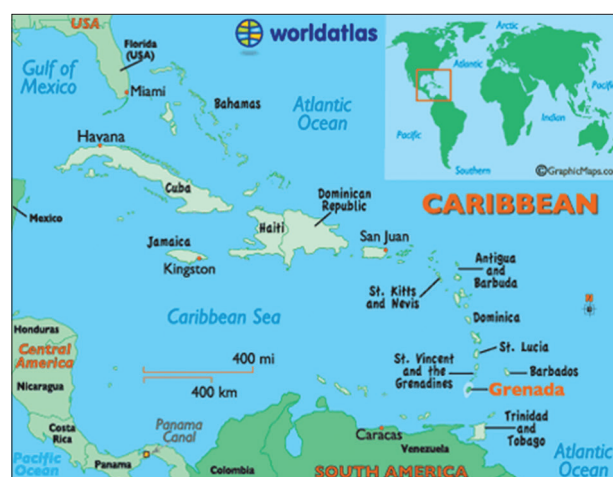 USA
worldatlas
Florida
(USA)
Gulf of
Mexico
Miami
Bahamas
Atlantic
Ocean
Arctic
Atlantic
Pacific
Indian
Pacific
Southern
©GraphicMaps.co
Havana
Cuba
Mexico
Dominican
Republic
CARIBBEAN
Haiti
San Juan
Jamaica
Kingston
Antigua
and
Barbuda
St. Kitts
and Nevis
Caribbean Sea
Dominica
Honduras
Central
America
Nicaragua
400 mi
400 km
St. Lucia
St. Vincent
and the
Grenadines
Barbados
Grenada
Costa
Rica
Panama
Canal
Trinidad
and
Tobago
Caracas
Venezuela
Atlantic
Ocean
Pacific
Ocean
Panama
Colombia
SOUTH AMERICA